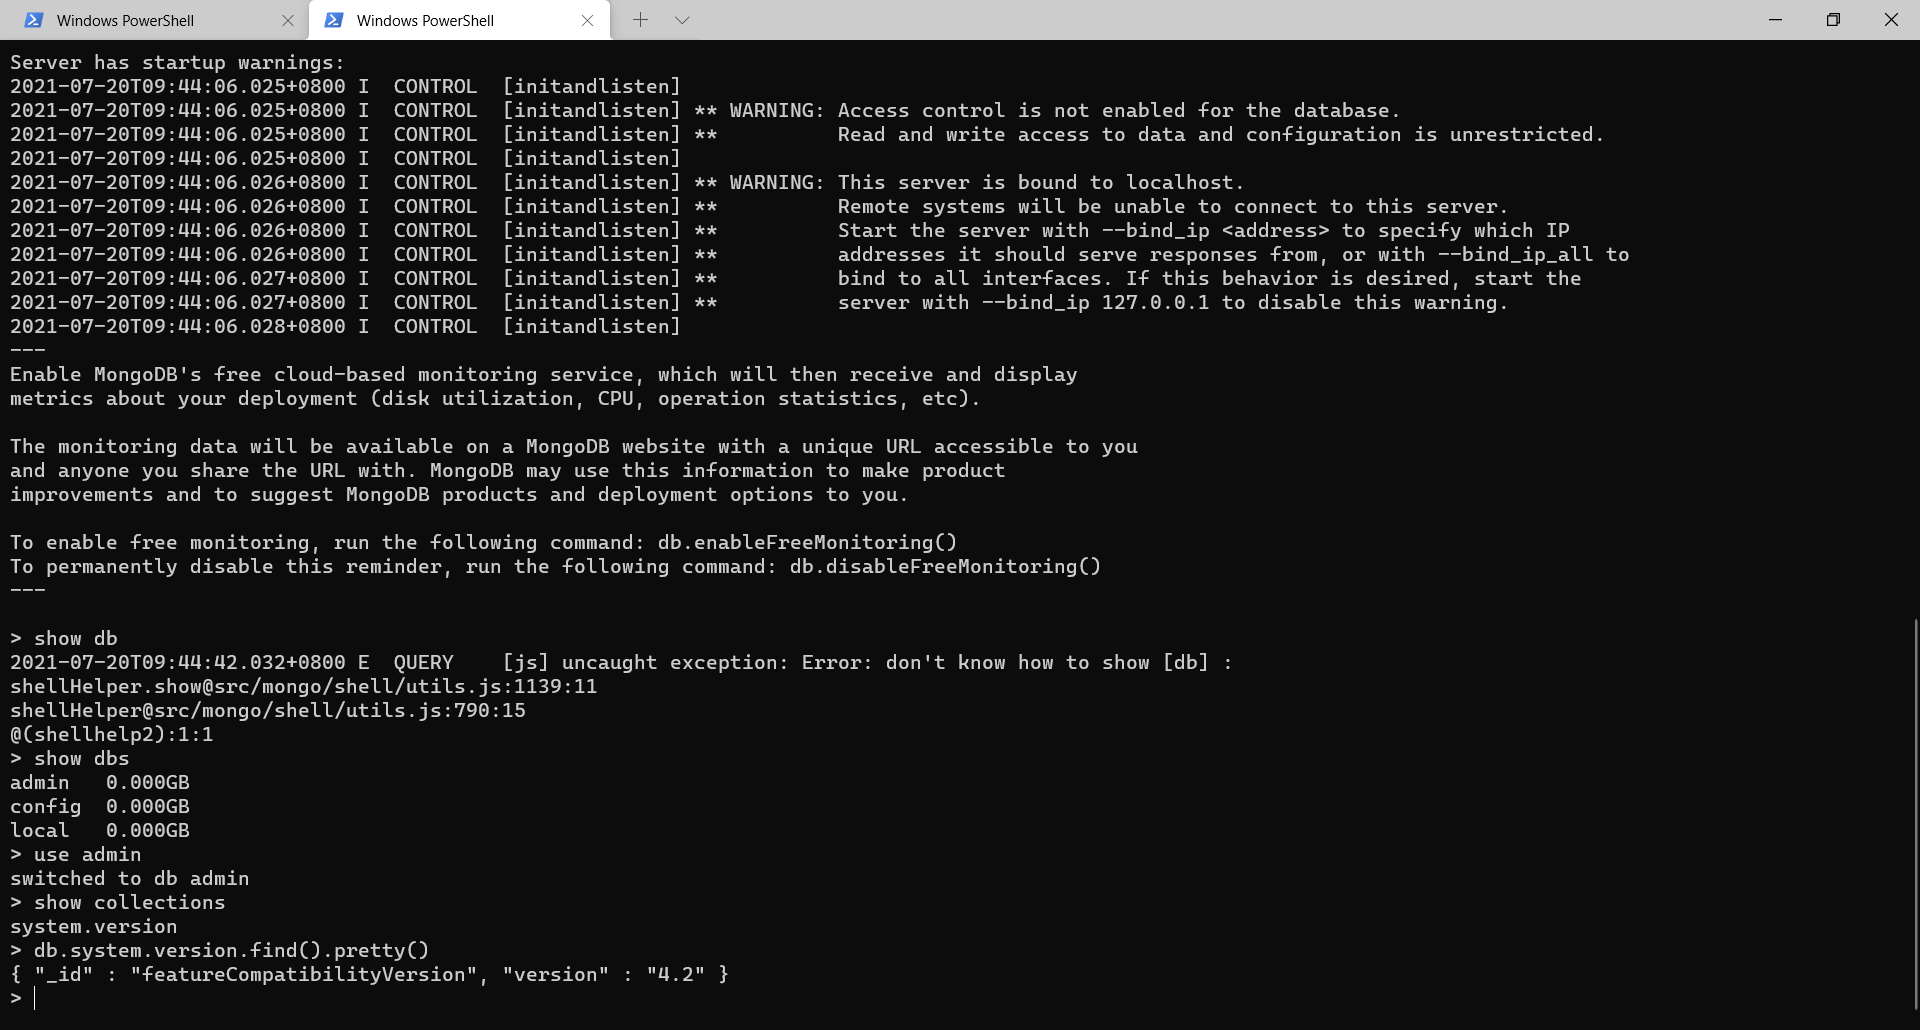 Windows PowerShell
Windows PowerShell
Server has startup warnings:
2021-07-20T09:44:06.025+0800 I  CONTROL  [initandlisten]
2021-07-20T09:44:06.025+0800 I  CONTROL  [initandlisten] ** WARNING: Access control is not enabled for the database.
2021-07-20T09:44:06.025+0800 I  CONTROL  [initandlisten] **          Read and write access to data and configuration is unrestricted.
2021-07-20T09:44:06.025+0800 I  CONTROL  [initandlisten]
2021-07-20T09:44:06.026+0800 I  CONTROL  [initandlisten] ** WARNING: This server is bound to localhost.
2021-07-20T09:44:06.026+0800 I  CONTROL  [initandlisten] **          Remote systems will be unable to connect to this server.
2021-07-20T09:44:06.026+0800 I  CONTROL  [initandlisten] **          Start the server with --bind_ip <address> to specify which IP
2021-07-20T09:44:06.026+0800 I  CONTROL  [initandlisten] **          addresses it should serve responses from, or with --bind_ip_all to
2021-07-20T09:44:06.027+0800 I  CONTROL  [initandlisten] **          bind to all interfaces. If this behavior is desired, start the
2021-07-20T09:44:06.027+0800 I  CONTROL  [initandlisten] **          server with --bind_ip 127.0.0.1 to disable this warning.
2021-07-20T09:44:06.028+0800 I  CONTROL  [initandlisten]
---
Enable MongoDB's free cloud-based monitoring service, which will then receive and display
metrics about your deployment (disk utilization, CPU, operation statistics, etc).
The monitoring data will be available on a MongoDB website with a unique URL accessible to you
and anyone you share the URL with. MongoDB may use this information to make product
improvements and to suggest MongoDB products and deployment options to you.
To enable free monitoring, run the following command: db.enableFreeMonitoring()
To permanently disable this reminder, run the following command: db.disableFreeMonitoring()
---
> show db
2021-07-20T09:44:42.032+0800 E  QUERY    [js] uncaught exception: Error: don't know how to show [db] :
shellHelper.show@src/mongo/shell/utils.js:1139:11
shellHelper@src/mongo/shell/utils.js:790:15
@(shellhelp2):1:1
> show dbs
admin   0.000GB
config  0.000GB
local   0.000GB
> use admin
switched to db admin
> show collections
system.version
> db.system.version.find().pretty()
{ "_id" : "featureCompatibilityVersion", "version" : "4.2" }
>